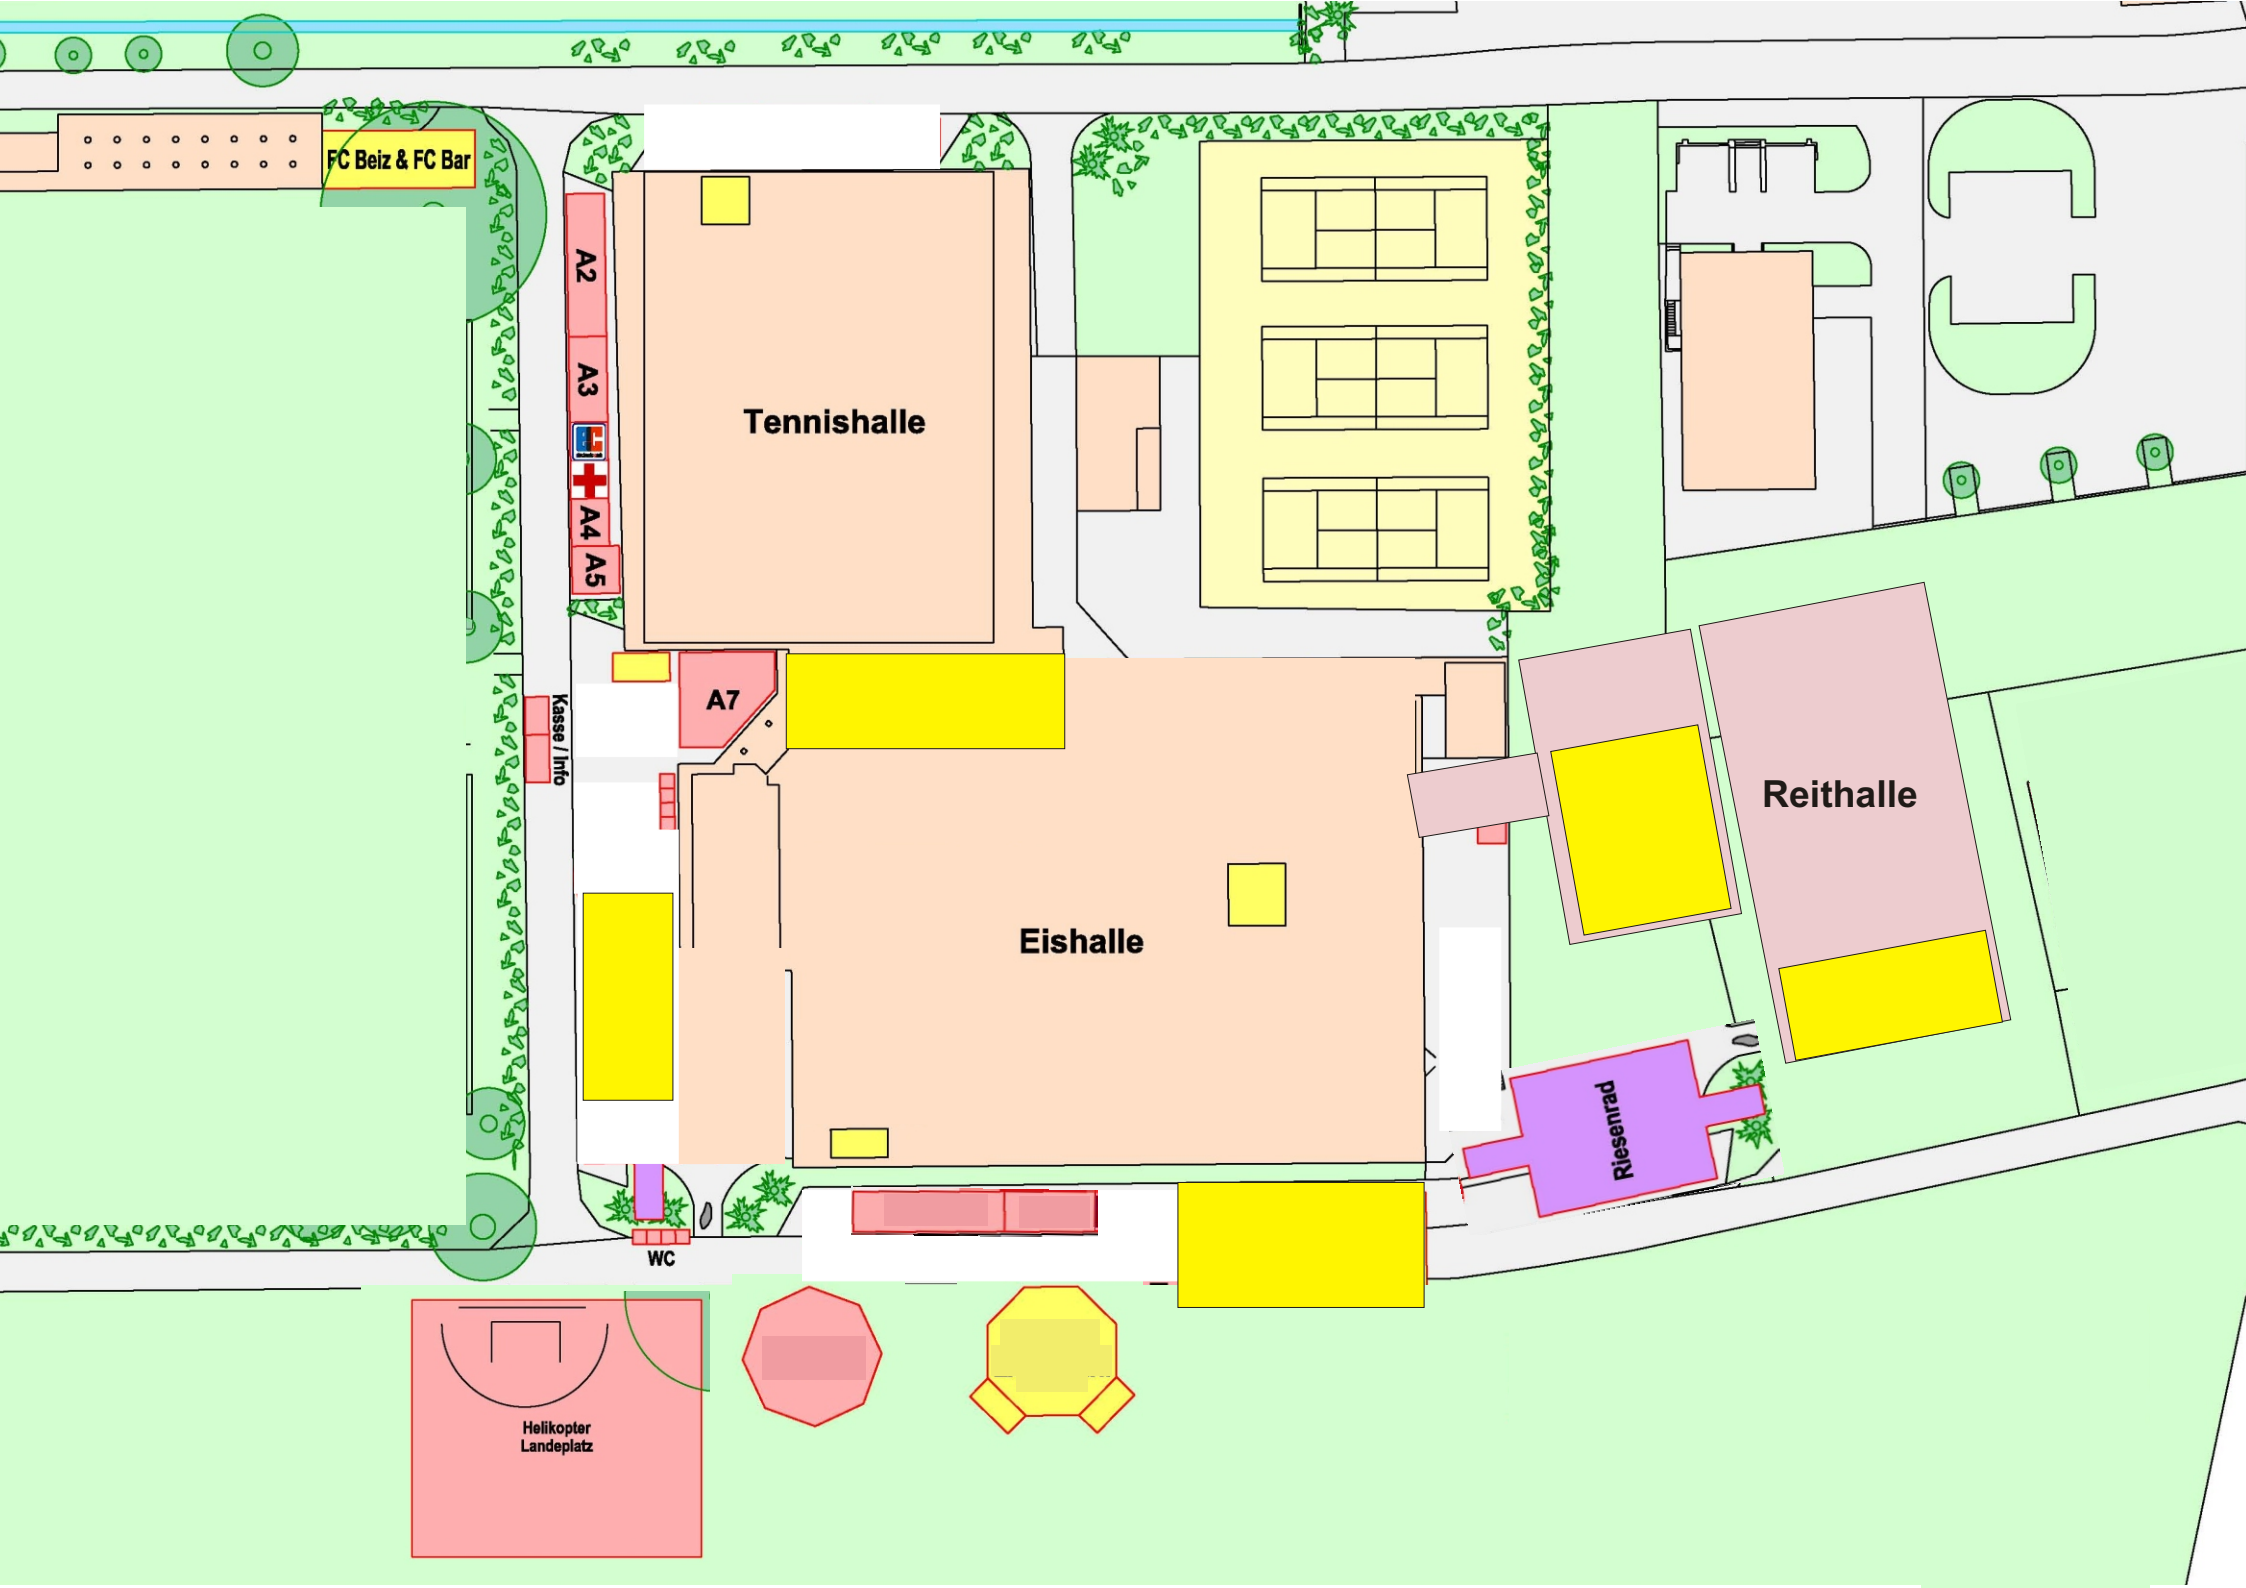 FC Beiz & FC Bar
A2
A3
Tennishalle
A4
A5
A7
Kasse / Info
Reithalle
Eishalle
Riesenrad
WC
Helikopter
Landeplatz